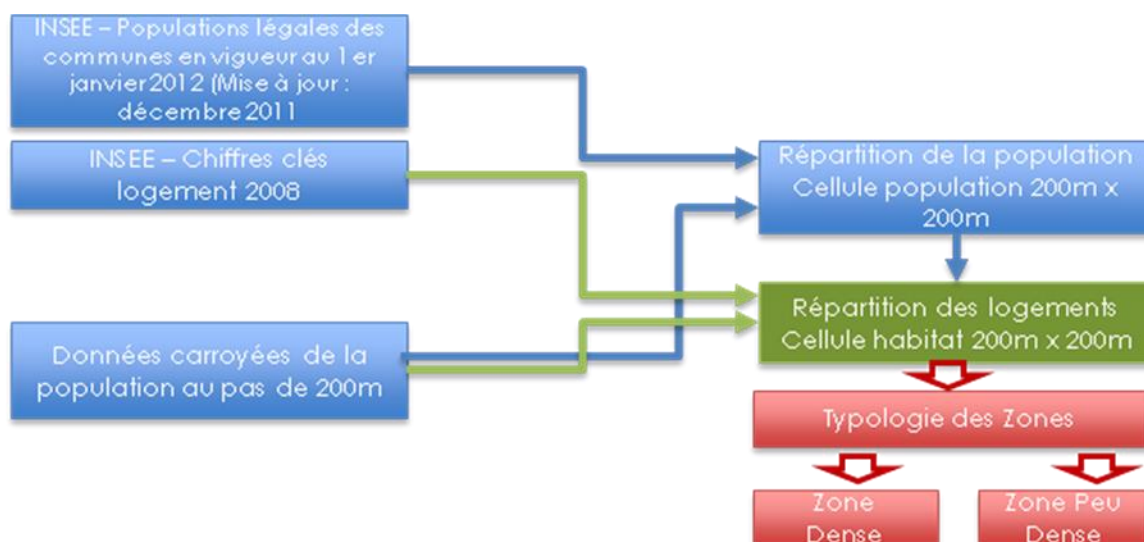 INSEE – Populations légales des
communes en vigueur au 1er
janvier 2012 (Mise à jour :
décembre 2011
INSEE – Chiffres clés
logement 2008
Données carroyées de la
population au pas de 200m
Répartition de la population
Cellule population 200m x
200m
Répartition des logements
Cellule habitat 200m x 200m
Typologie des Zones
Zone
Dense
Zone Peu
Dense